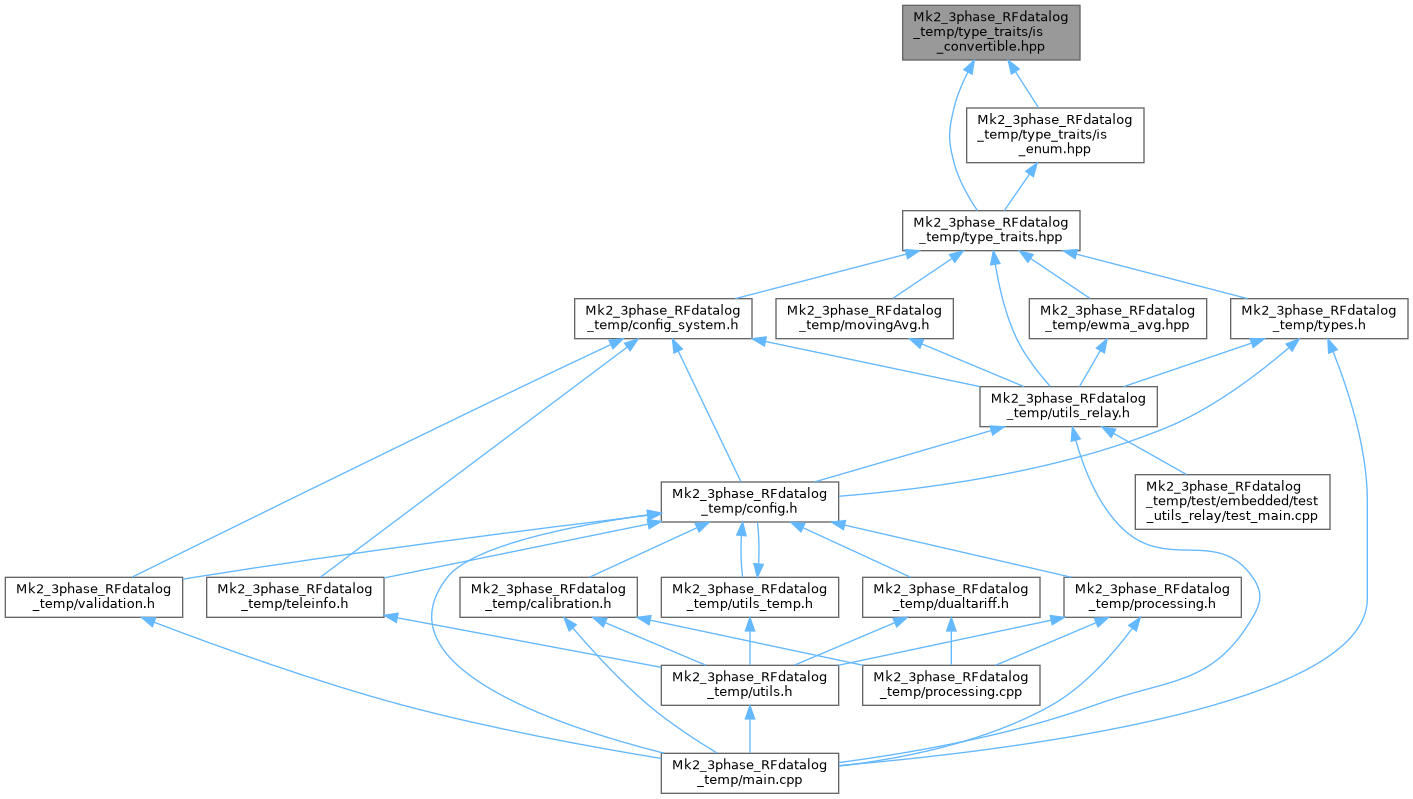 Mk2_3phase_RFdatalog
_temp/type_traits/is
_convertible.hpp
Mk2_3phase_RFdatalog
_temp/type_traits/is
_enum.hpp
Mk2_3phase_RFdatalog
_temp/type_traits.hpp
Mk2_3phase_RFdatalog
_temp/config_system.h
Mk2_3phase_RFdatalog
_temp/movingAvg.h
Mk2_3phase_RFdatalog
_temp/ewma_avg.hpp
Mk2_3phase_RFdatalog
_temp/types.h
Mk2_3phase_RFdatalog
_temp/utils_relay.h
Mk2_3phase_RFdatalog
_temp/config.h
Mk2_3phase_RFdatalog
_temp/test/embedded/test
_utils_relay/test_main.cpp
Mk2_3phase_RFdatalog
_temp/validation.h
Mk2_3phase_RFdatalog
_temp/teleinfo.h
Mk2_3phase_RFdatalog
_temp/calibration.h
Mk2_3phase_RFdatalog
_temp/utils_temp.h
Mk2_3phase_RFdatalog
_temp/dualtariff.h
Mk2_3phase_RFdatalog
_temp/processing.h
Mk2_3phase_RFdatalog
_temp/utils.h
Mk2_3phase_RFdatalog
_temp/processing.cpp
Mk2_3phase_RFdatalog
_temp/main.cpp